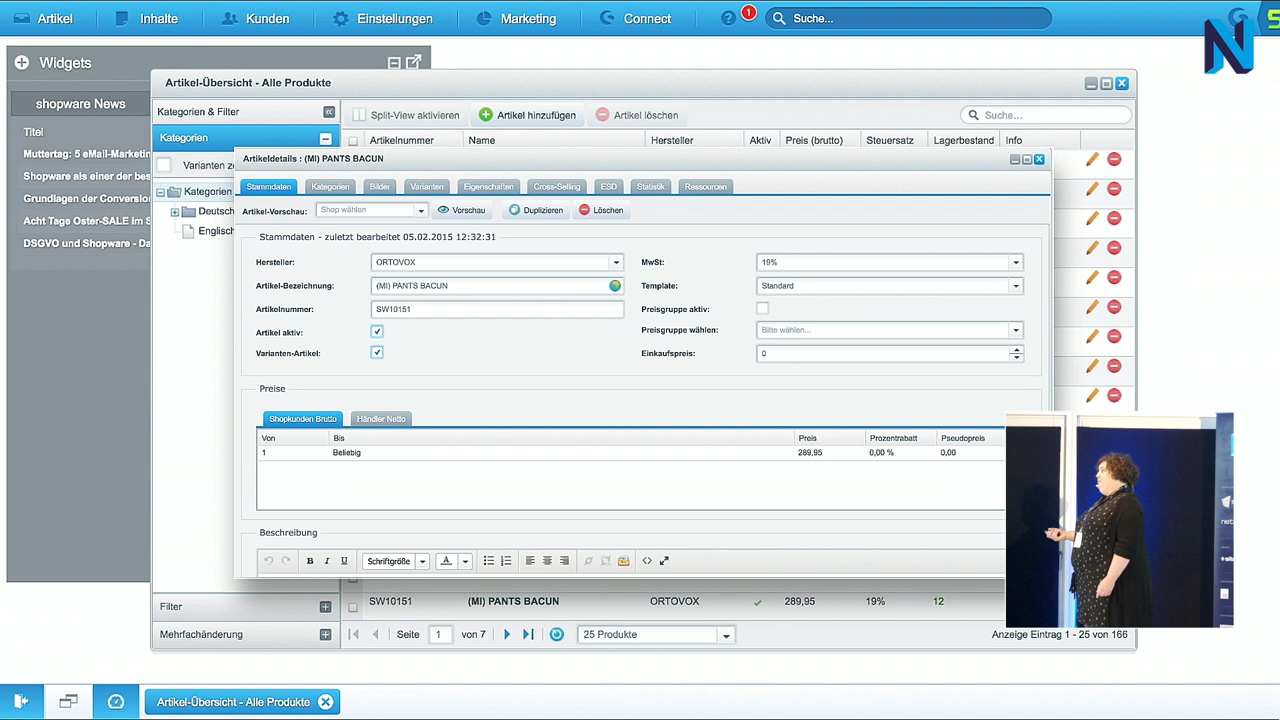 Artikel Inhalte Kunden Einstellungen Marketing Connect ? 1 Suche...
N
Widgets
shopware News
Titel
Muttertag: 5 eMail-Marketin
Shopware als einer der bes
Grundlagen der Conversion
Acht Tage Oster-SALE im S
DSGVO und Shopware - Da
Artikel-Übersicht - Alle Produkte
Kategorien & Filter
Split-View aktivieren Artikel hinzufügen Artikel löschen Suche...
Kategorien
Artikelnummer Name Hersteller Aktiv Preis (brutto) Steuersatz Lagerbestand Info
Varianten ze
Kategorien
Deutsch
Englisch
Artikeldetails : (MI) PANTS BACUN
Stammdaten Kategorien Bilder Varianten Eigenschaften Cross-Selling ESD Statistik Ressourcen
Artikel-Vorschau: Shop wählen Vorschau Duplizieren Löschen
Stammdaten - zuletzt bearbeitet 05.02.2015 12:32:31
Hersteller: ORTOVOX MwSt: 19%
Artikel-Bezeichnung: (MI) PANTS BACUN Template: Standard
Artikelnummer: SW10151 Preisgruppe aktiv:
Artikel aktiv: Preisgruppe wählen: Bitte wählen...
Varianten-Artikel: Einkaufspreis: 0
Preise
Shopkunden Brutto Händler Netto
Von Bis Preis Prozentrabatt Pseudopreis
1 Beliebig 289,95 0,00 % 0,00
Beschreibung
B I U Schriftgröße A
Filter
SW10151 (MI) PANTS BACUN ORTOVOX 289,95 19% 12
Mehrfachänderung
Seite 1 von 7 25 Produkte Anzeige Eintrag 1 - 25 von 166
Artikel-Übersicht - Alle Produkte